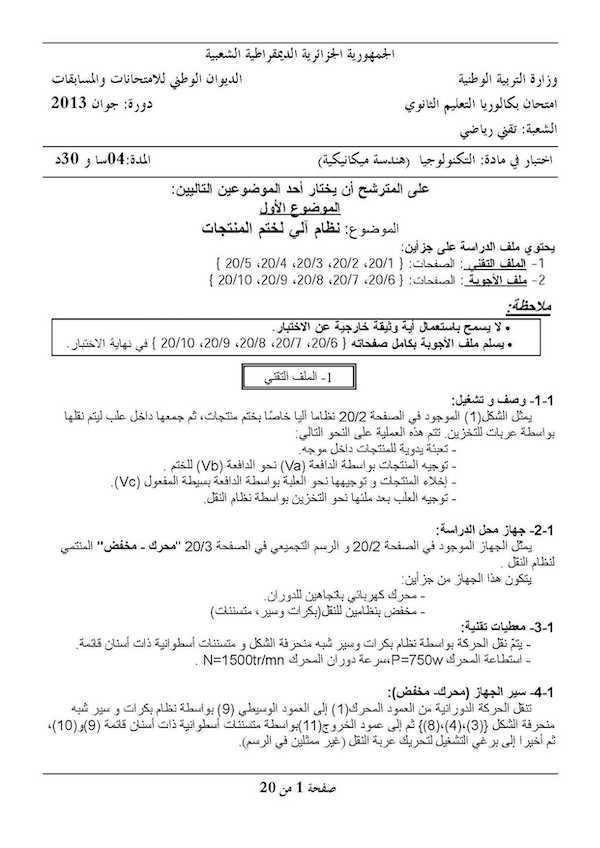 الجمهورية الجزائرية الديمقراطية الشعبية
وزارة التربية الوطنية الديوان الوطني للامتحانات والمسابقات
امتحان بكالوريا التعليم الثانوي دورة: جوان 2013
الشعبة: تقني رياضي
اختبار في مادة: التكنولوجيا (هندسة ميكانيكية) المدة:04سا و 30د
على المترشح أن يختار أحد الموضوعين التاليين:
الموضوع الأول
الموضوع: نظام آلي لختم المنتجات
يحتوي ملف الدراسة على جزأين:
1- الملف التقني : الصفحات: { 20/1، 20/2، 20/3، 20/4، 20/5 }
2- ملف الأجوبة : الصفحات: { 20/6، 20/7، 20/8، 20/9، 20/10 }
ملاحظة:
• لا يسمح باستعمال أية وثيقة خارجية عن الاختبار.
• يسلم ملف الأجوبة بكامل صفحاته { 20/6، 20/7، 20/8، 20/9، 20/10 } في نهاية الاختبار.
1- الملف التقني
1-1- وصف و تشغيل:
يمثل الشكل(1) الموجود في الصفحة 20/2 نظاما آليا خاصًا بختم منتجات، ثم جمعها داخل علب ليتم نقلها
بواسطة عربات للتخزين. تتم هذه العملية على النحو التالي:
- تعبئة يدوية للمنتجات داخل موجه.
- توجيه المنتجات بواسطة الدافعة (Va) نحو الدافعة (Vb) للختم .
- إخلاء المنتجات و توجيهها نحو العلبة بواسطة الدافعة بسيطة المفعول (Vc).
- توجيه العلب بعد ملئها نحو التخزين بواسطة نظام النقل.
1-2- جهاز محل الدراسة:
يمثل الجهاز الموجود في الصفحة 20/2 و الرسم التجميعي في الصفحة 20/3 "محرك - مخفض" المنتمي
لنظام النقل .
يتكون هذا الجهاز من جزأين:
- محرك كهربائي باتجاهين للدوران.
- مخفض بنظامين للنقل(بكرات وسير، متسننات)
1-3- معطيات تقنية:
- يتمّ نقل الحركة بواسطة نظام بكرات وسير شبه منحرفة الشكل و متسننات أسطوانية ذات أسنان قائمة.
- استطاعة المحرك P=750w،سرعة دوران المحرك N=1500tr/mn .
1-4- سير الجهاز (محرك- مخفض):
تنقل الحركة الدورانية من العمود المحرك(1) إلى العمود الوسيطي (9) بواسطة نظام بكرات و سير شبه
منحرفة الشكل {(3)،(4)،(8)} ثم إلى عمود الخروج(11)بواسطة متسننات أسطوانية ذات أسنان قائمة (9)و(10)،
ثم أخيرا إلى برغي التشغيل لتحريك عربة النقل (غير ممثلين في الرسم).
صفحة 1 من 20